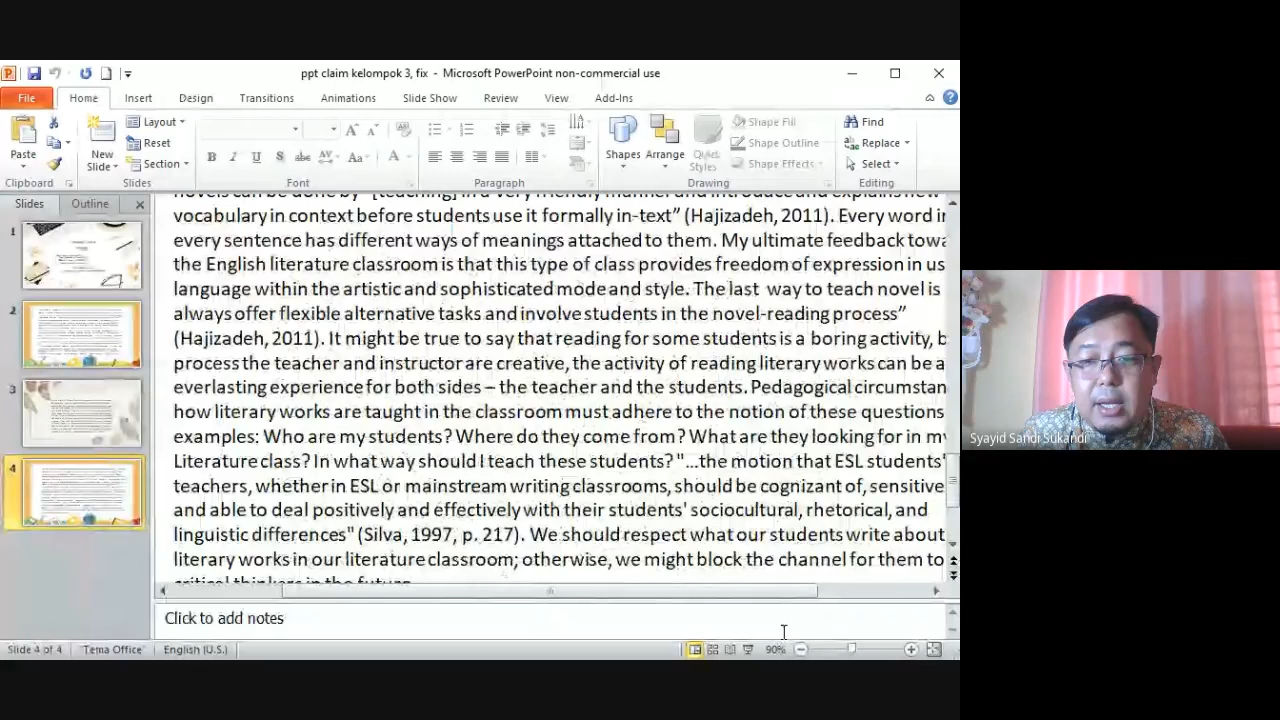 ppt claim kelompok 3, fix - Microsoft PowerPoint non-commercial use
File Home Insert Design Transitions Animations Slide Show Review View Add-Ins
Paste
New Slide
Layout
Reset
Section
Aa
Shapes
Arrange
Quick Styles
Shape Fill
Shape Outline
Shape Effects
Find
Replace
Select
Clipboard Slides Font Paragraph Drawing Editing
Slides Outline
1
2
3
4
vocabulary in context before students use it formally in-text” (Hajizadeh, 2011). Every word in
every sentence has different ways of meanings attached to them. My ultimate feedback towa
the English literature classroom is that this type of class provides freedom of expression in us
language within the artistic and sophisticated mode and style. The last way to teach novel is
always offer flexible alternative tasks and involve students in the novel-reading process”
(Hajizadeh, 2011). It might be true to say that reading for some students is a boring activity, b
process the teacher and instructor are creative, the activity of reading literary works can be a
everlasting experience for both sides – the teacher and the students. Pedagogical circumstan
how literary works are taught in the classroom must adhere to the notion of these questions
examples: Who are my students? Where do they come from? What are they looking for in my
Literature class? In what way should I teach these students? "...the motion that ESL students'
teachers, whether in ESL or mainstream writing classrooms, should be cognizant of, sensitive
and able to deal positively and effectively with their students' sociocultural, rhetorical, and
linguistic differences" (Silva, 1997, p. 217). We should respect what our students write about
literary works in our literature classroom; otherwise, we might block the channel for them to
critical thinkers in the future.
Click to add notes
Slide 4 of 4 "Tema Office" English (U.S.) 90%
Syayid Sandi Sukandi